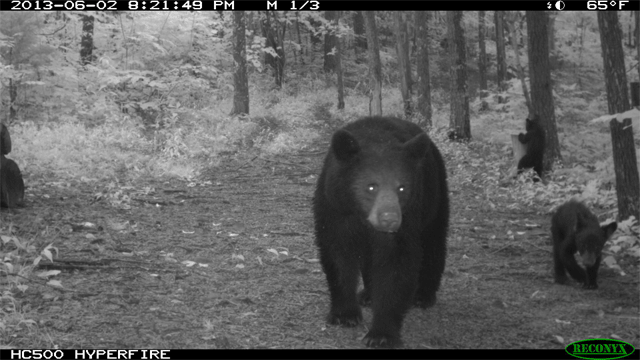 2013-06-02 8:21:49 PM M 1/3 65°F
HC500 HYPERFIRE
RECONYX